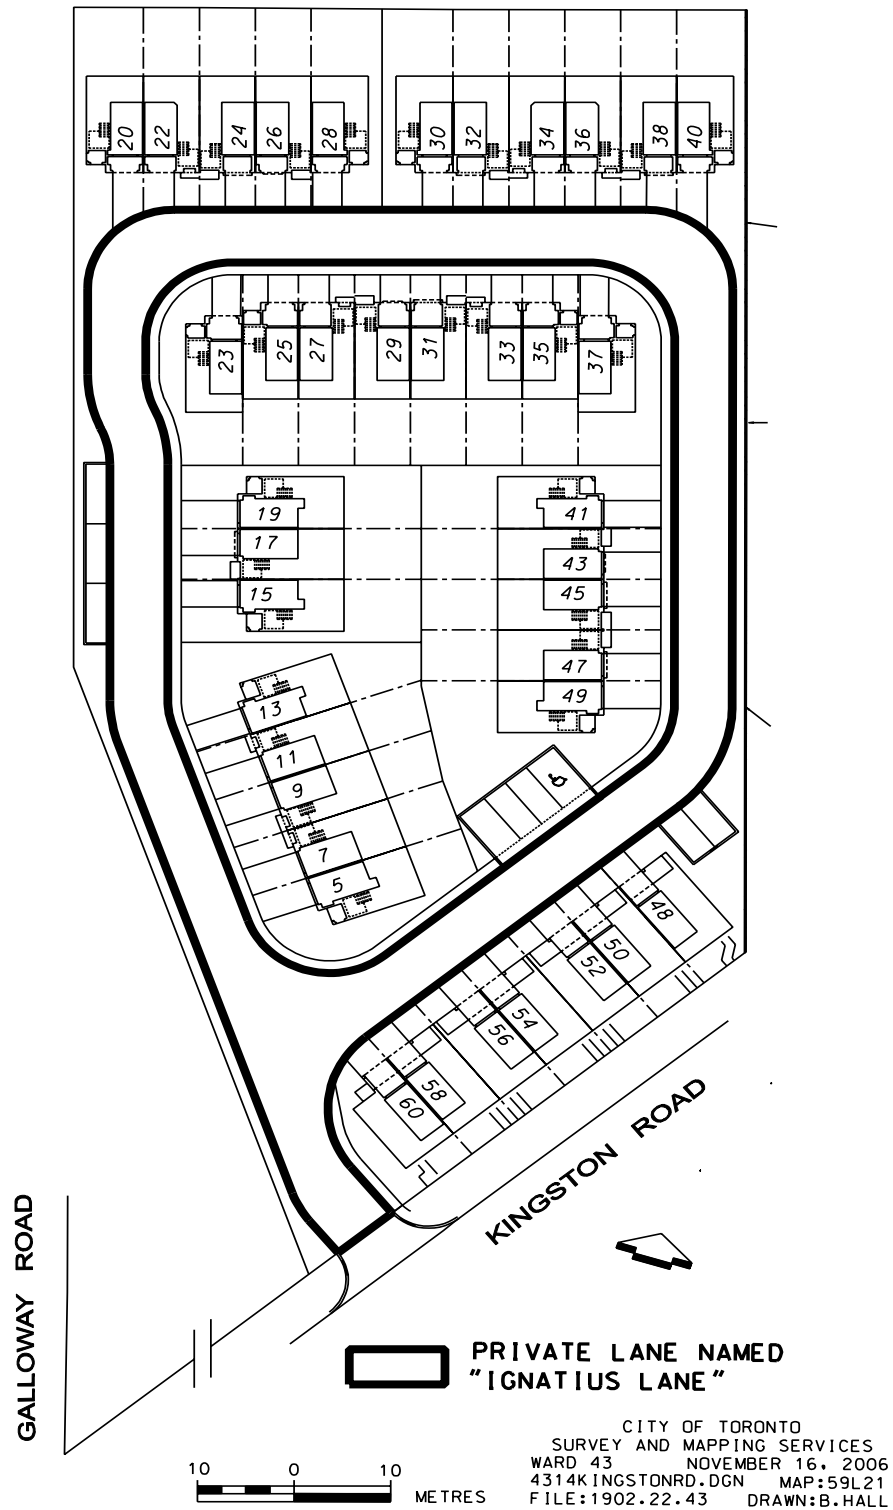 20 22 24 26 28 30 32 34 36 38 40
23 25 27 29 31 33 35 37
19
17
15
41
43
45
47
49
13
11
9
7
5
48
50
52
54
56
58
60
KINGSTON ROAD
GALLOWAY ROAD
PRIVATE LANE NAMED
"IGNATIUS LANE"
CITY OF TORONTO
SURVEY AND MAPPING SERVICES
WARD 43 NOVEMBER 16, 2006
4314KINGSTONRD.DGN MAP:59L21
FILE:1902.22.43 DRAWN:B.HALL
10 0 10
METRES